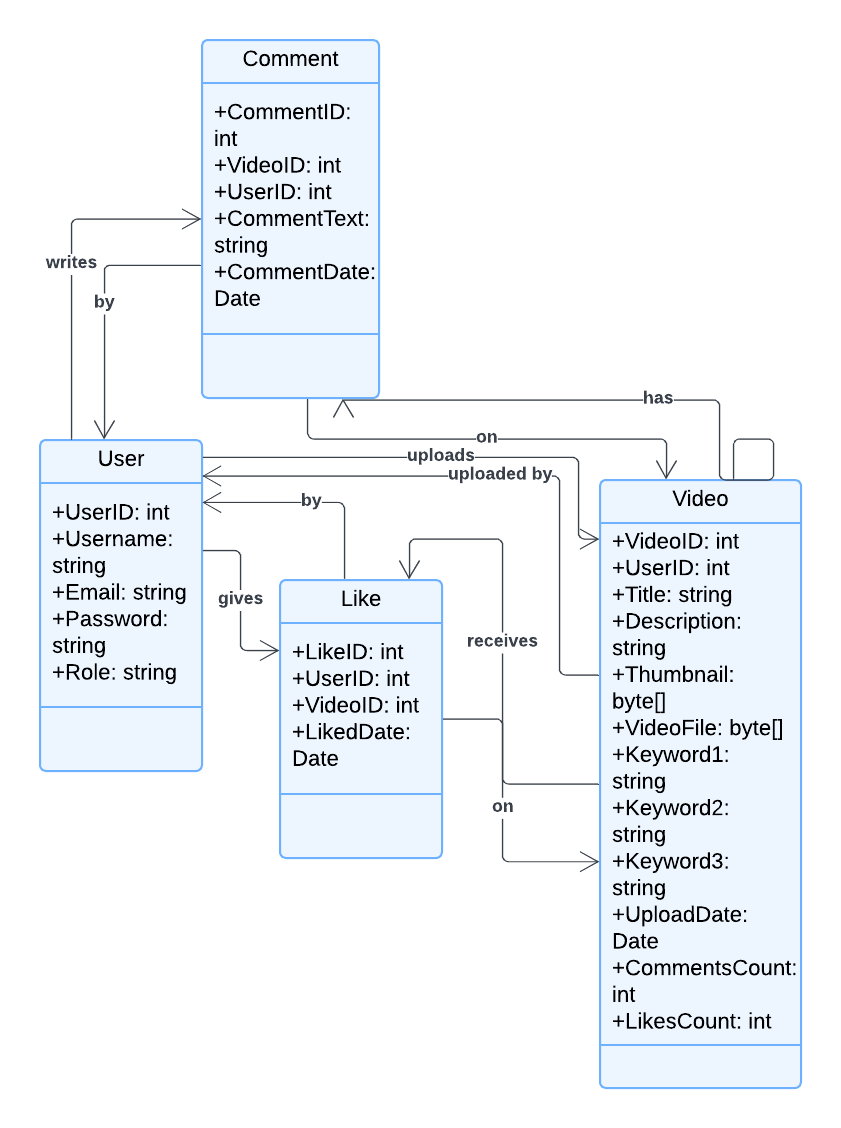 Comment
+CommentID:
int
+VideoID: int
+UserID: int
+CommentText:
string
+CommentDate:
Date
writes
by
has
on
uploads
uploaded by
User
+UserID: int
+Username:
string
+Email: string
+Password:
string
+Role: string
by
gives
Like
+LikeID: int
+UserID: int
+VideoID: int
+LikedDate:
Date
receives
on
Video
+VideoID: int
+UserID: int
+Title: string
+Description:
string
+Thumbnail:
byte[]
+VideoFile: byte[]
+Keyword1:
string
+Keyword2:
string
+Keyword3:
string
+UploadDate:
Date
+CommentsCount:
int
+LikesCount: int